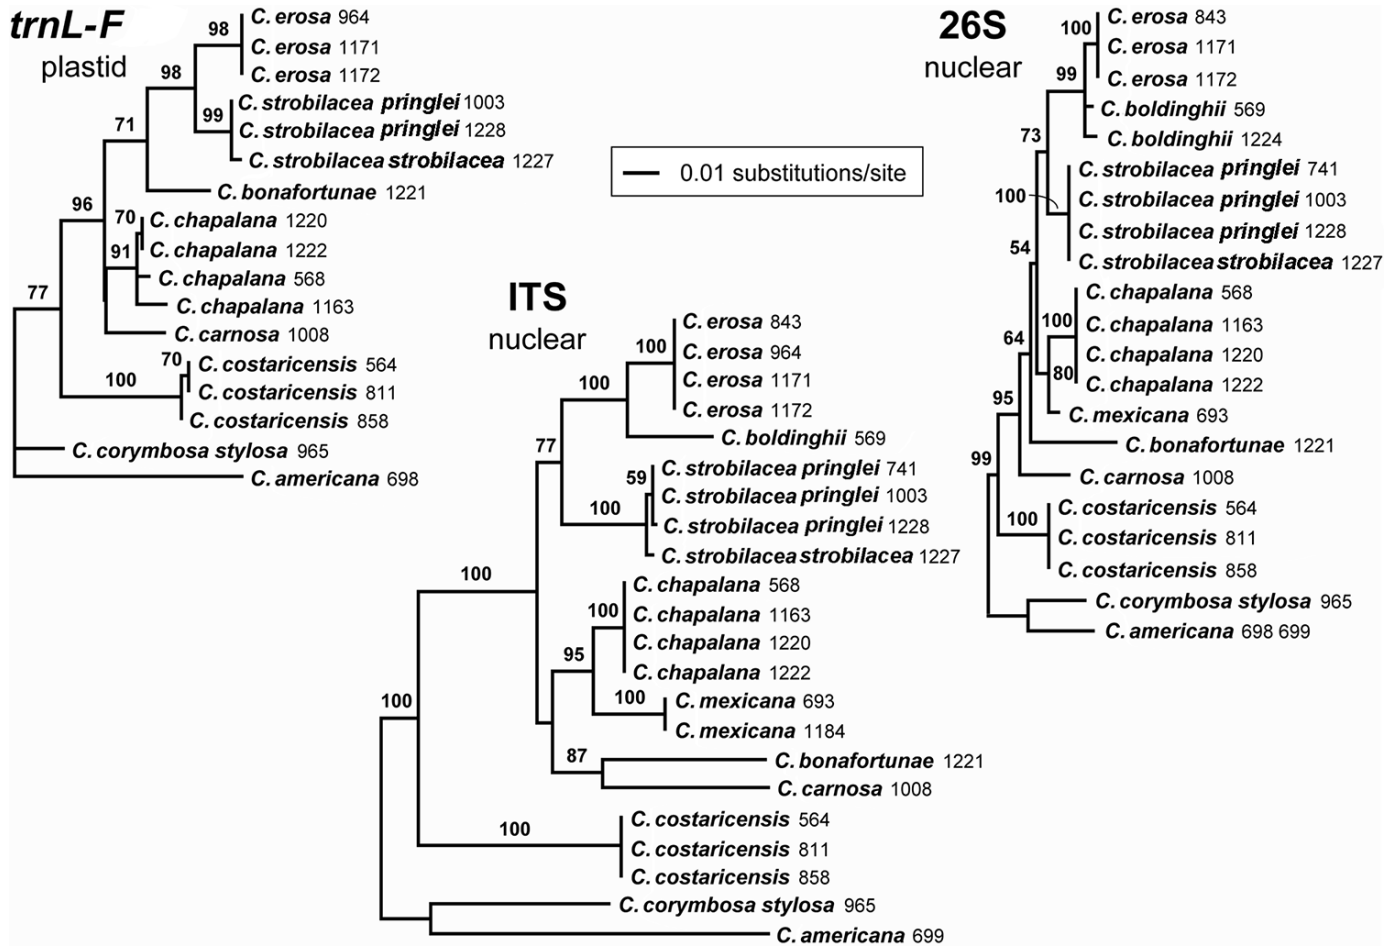 trnL-F
plastid
98
C. erosa 964
C. erosa 1171
C. erosa 1172
98
99
C. strobilacea pringlei 1003
C. strobilacea pringlei 1228
C. strobilacea strobilacea 1227
71
C. bonafortunae 1221
96
70
C. chapalana 1220
C. chapalana 1222
91
C. chapalana 568
C. chapalana 1163
C. carnosa 1008
77
70
C. costaricensis 564
100
C. costaricensis 811
C. costaricensis 858
C. corymbosa stylosa 965
C. americana 698
0.01 substitutions/site
ITS
nuclear
C. erosa 843
100
C. erosa 964
C. erosa 1171
100
C. erosa 1172
C. boldinghii 569
77
C. strobilacea pringlei 741
59
C. strobilacea pringlei 1003
100
C. strobilacea pringlei 1228
C. strobilacea strobilacea 1227
100
C. chapalana 568
100
C. chapalana 1163
C. chapalana 1220
95
C. chapalana 1222
100
C. mexicana 693
C. mexicana 1184
87
C. bonafortunae 1221
C. carnosa 1008
100
C. costaricensis 564
100
C. costaricensis 811
C. costaricensis 858
C. corymbosa stylosa 965
C. americana 699
26S
nuclear
C. erosa 843
100
C. erosa 1171
99
C. erosa 1172
C. boldinghii 569
C. boldinghii 1224
73
C. strobilacea pringlei 741
100
C. strobilacea pringlei 1003
C. strobilacea pringlei 1228
54
C. strobilacea strobilacea 1227
C. chapalana 568
100
C. chapalana 1163
64
C. chapalana 1220
80
C. chapalana 1222
95
C. mexicana 693
C. bonafortunae 1221
99
C. carnosa 1008
C. costaricensis 564
100
C. costaricensis 811
C. costaricensis 858
C. corymbosa stylosa 965
C. americana 698 699